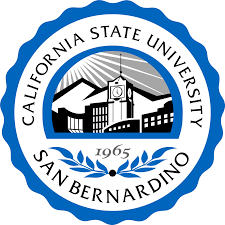 CALIFORNIA STATE UNIVERSITY
1965
SAN BERNARDINO